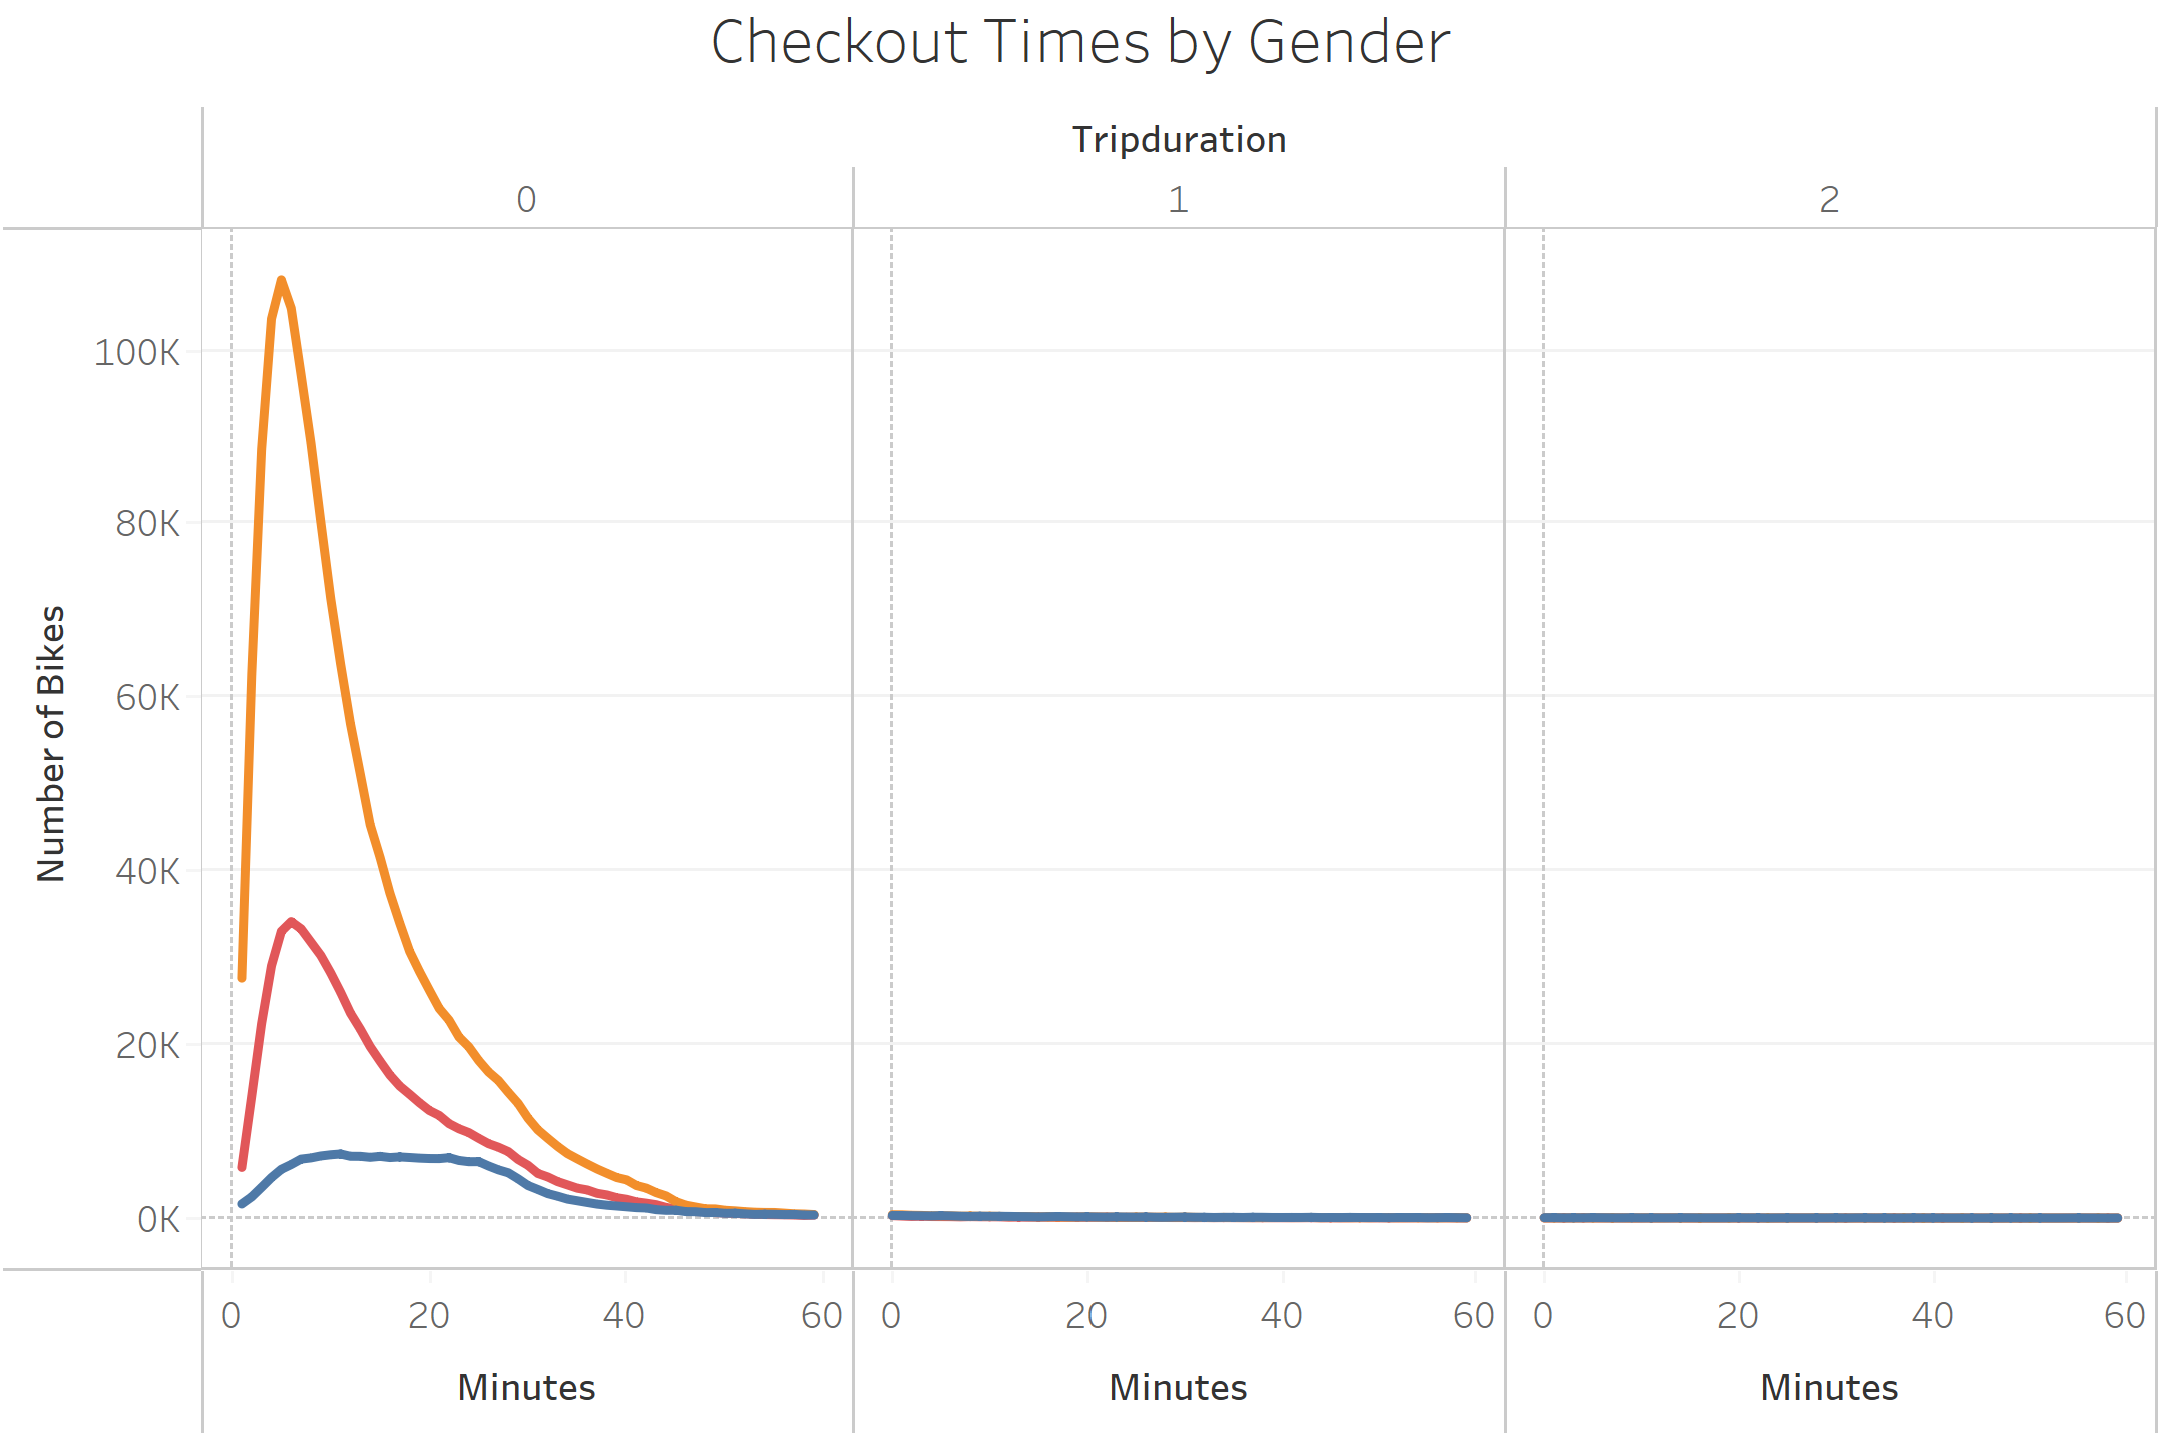 Checkout Times by Gender
Tripduration
0 1 2
Number of Bikes
100K
80K
60K
40K
20K
0K
0 20 40 60 0 20 40 60 0 20 40 60
Minutes Minutes Minutes